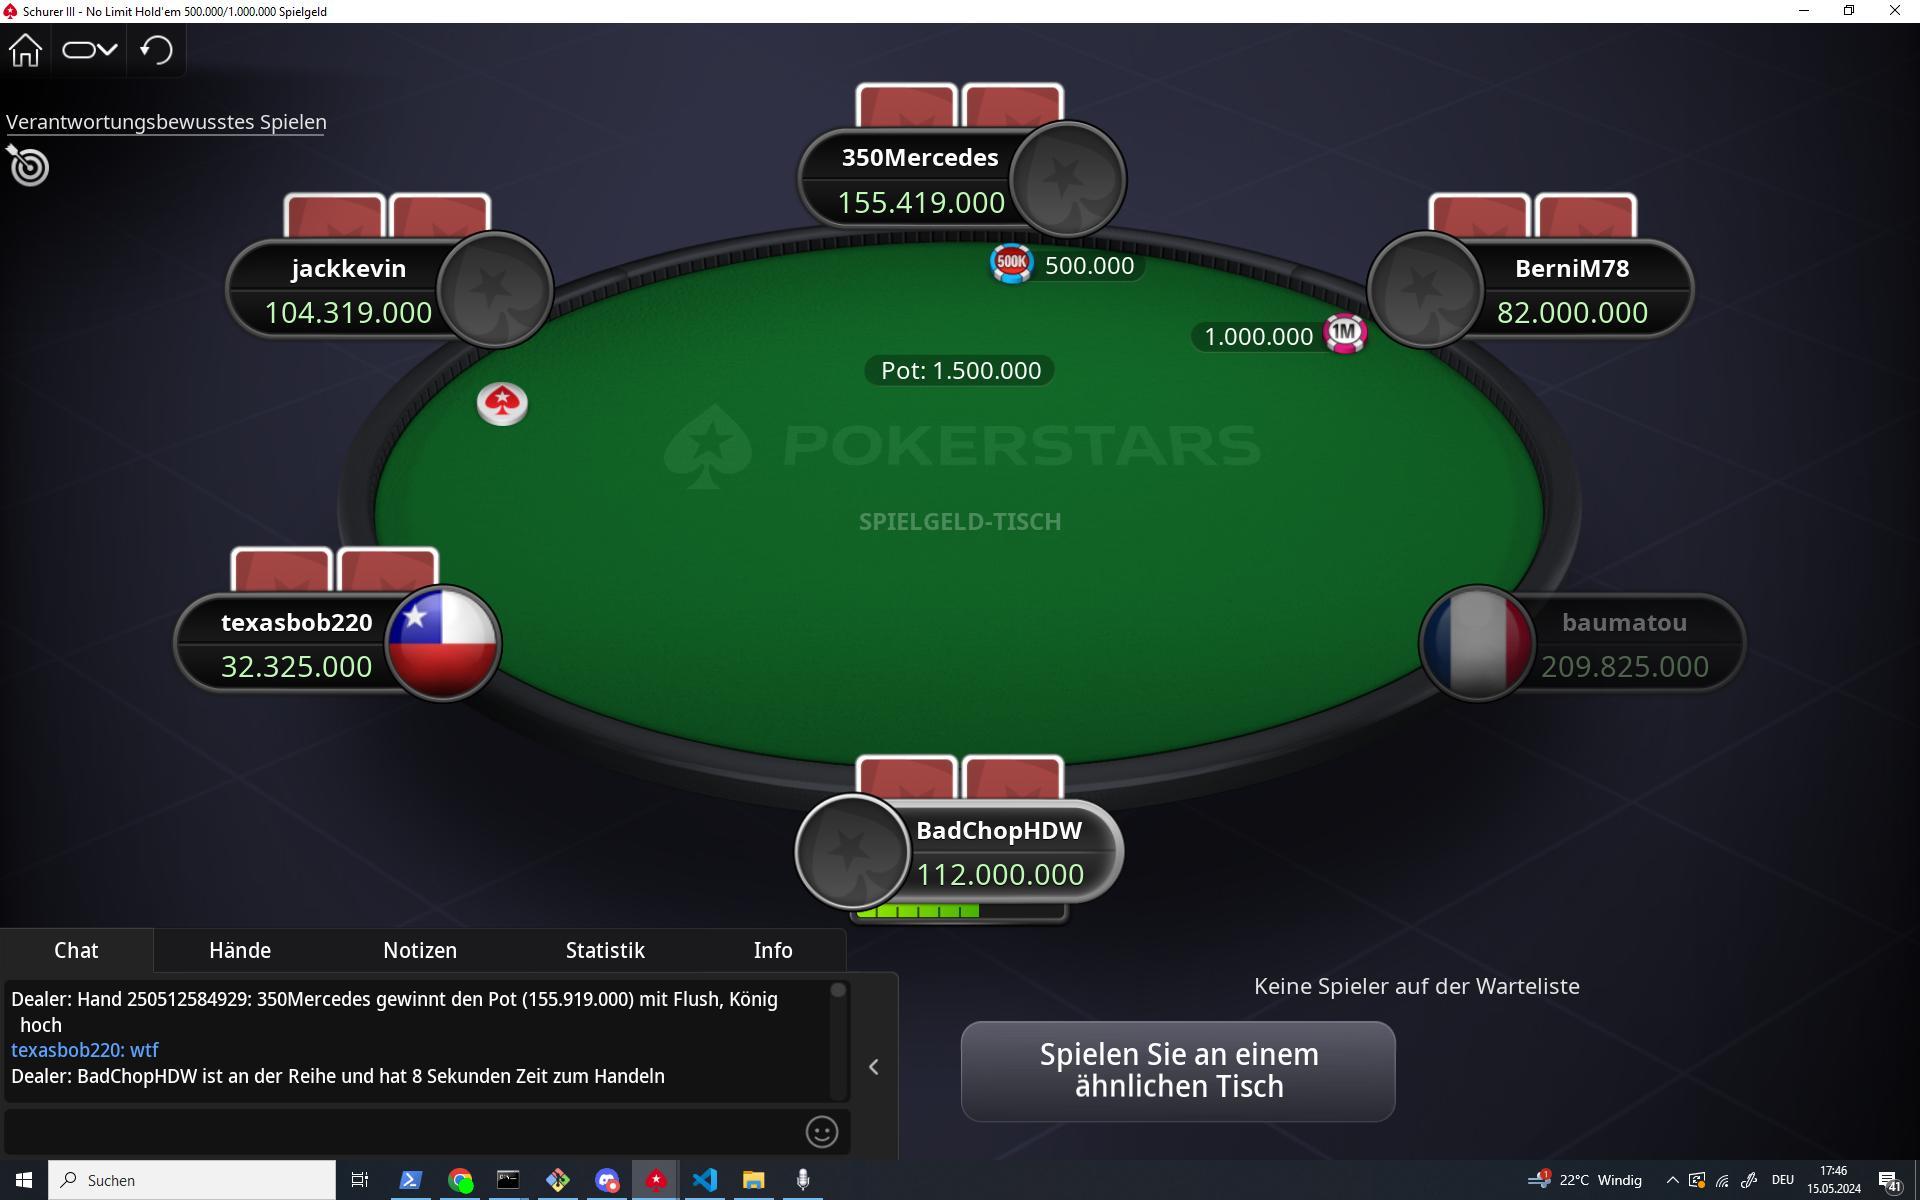 Schurer III - No Limit Hold'em 500.000/1.000.000 Spielgeld
Verantwortungsbewusstes Spielen
350Mercedes
155.419.000
jackkevin
104.319.000
BerniM78
82.000.000
500K 500.000
1.000.000 1M
Pot: 1.500.000
POKERSTARS
SPIELGELD-TISCH
texasbob220
32.325.000
baumatou
209.825.000
BadChopHDW
112.000.000
Chat Hände Notizen Statistik Info
Dealer: Hand 250512584929: 350Mercedes gewinnt den Pot (155.919.000) mit Flush, König
hoch
texasbob220: wtf
Dealer: BadChopHDW ist an der Reihe und hat 8 Sekunden Zeit zum Handeln
Keine Spieler auf der Warteliste
Spielen Sie an einem
ähnlichen Tisch
Suchen
1
22°C Windig
DEU
17:46
15.05.2024
41